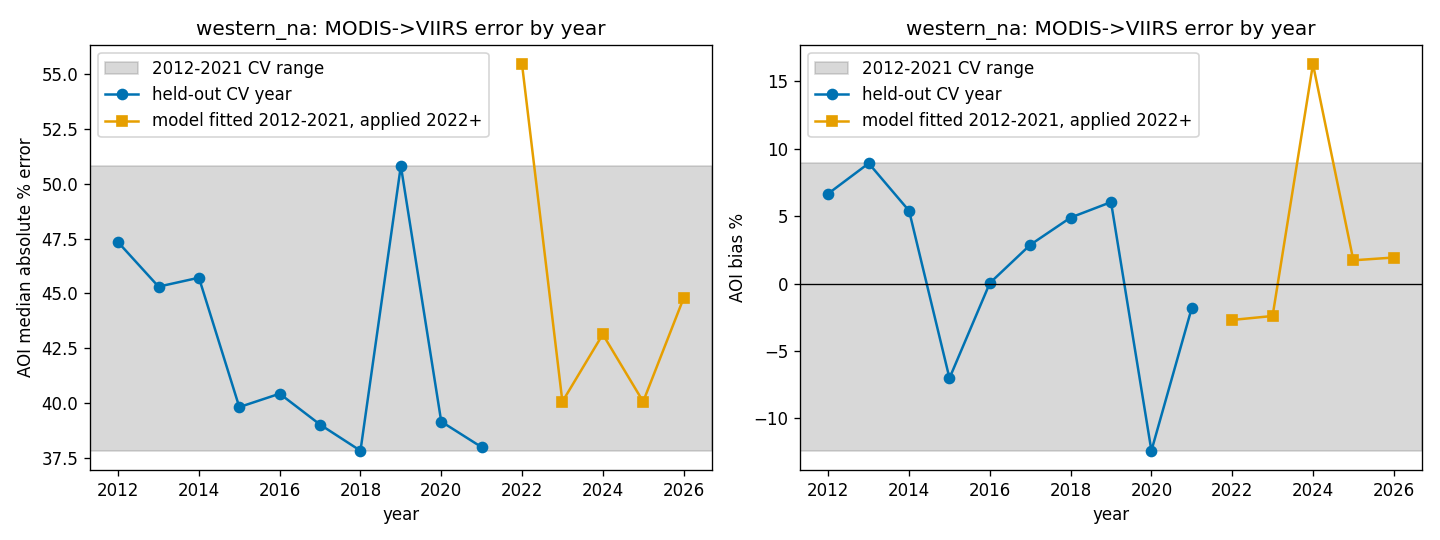 western_na: MODIS->VIIRS error by year
2012-2021 CV range
held-out CV year
model fitted 2012-2021, applied 2022+
AOI median absolute % error
55.0
52.5
50.0
47.5
45.0
42.5
40.0
37.5
2012 2014 2016 2018 2020 2022 2024 2026
year
western_na: MODIS->VIIRS error by year
2012-2021 CV range
held-out CV year
model fitted 2012-2021, applied 2022+
AOI bias %
15
10
5
0
−5
−10
2012 2014 2016 2018 2020 2022 2024 2026
year